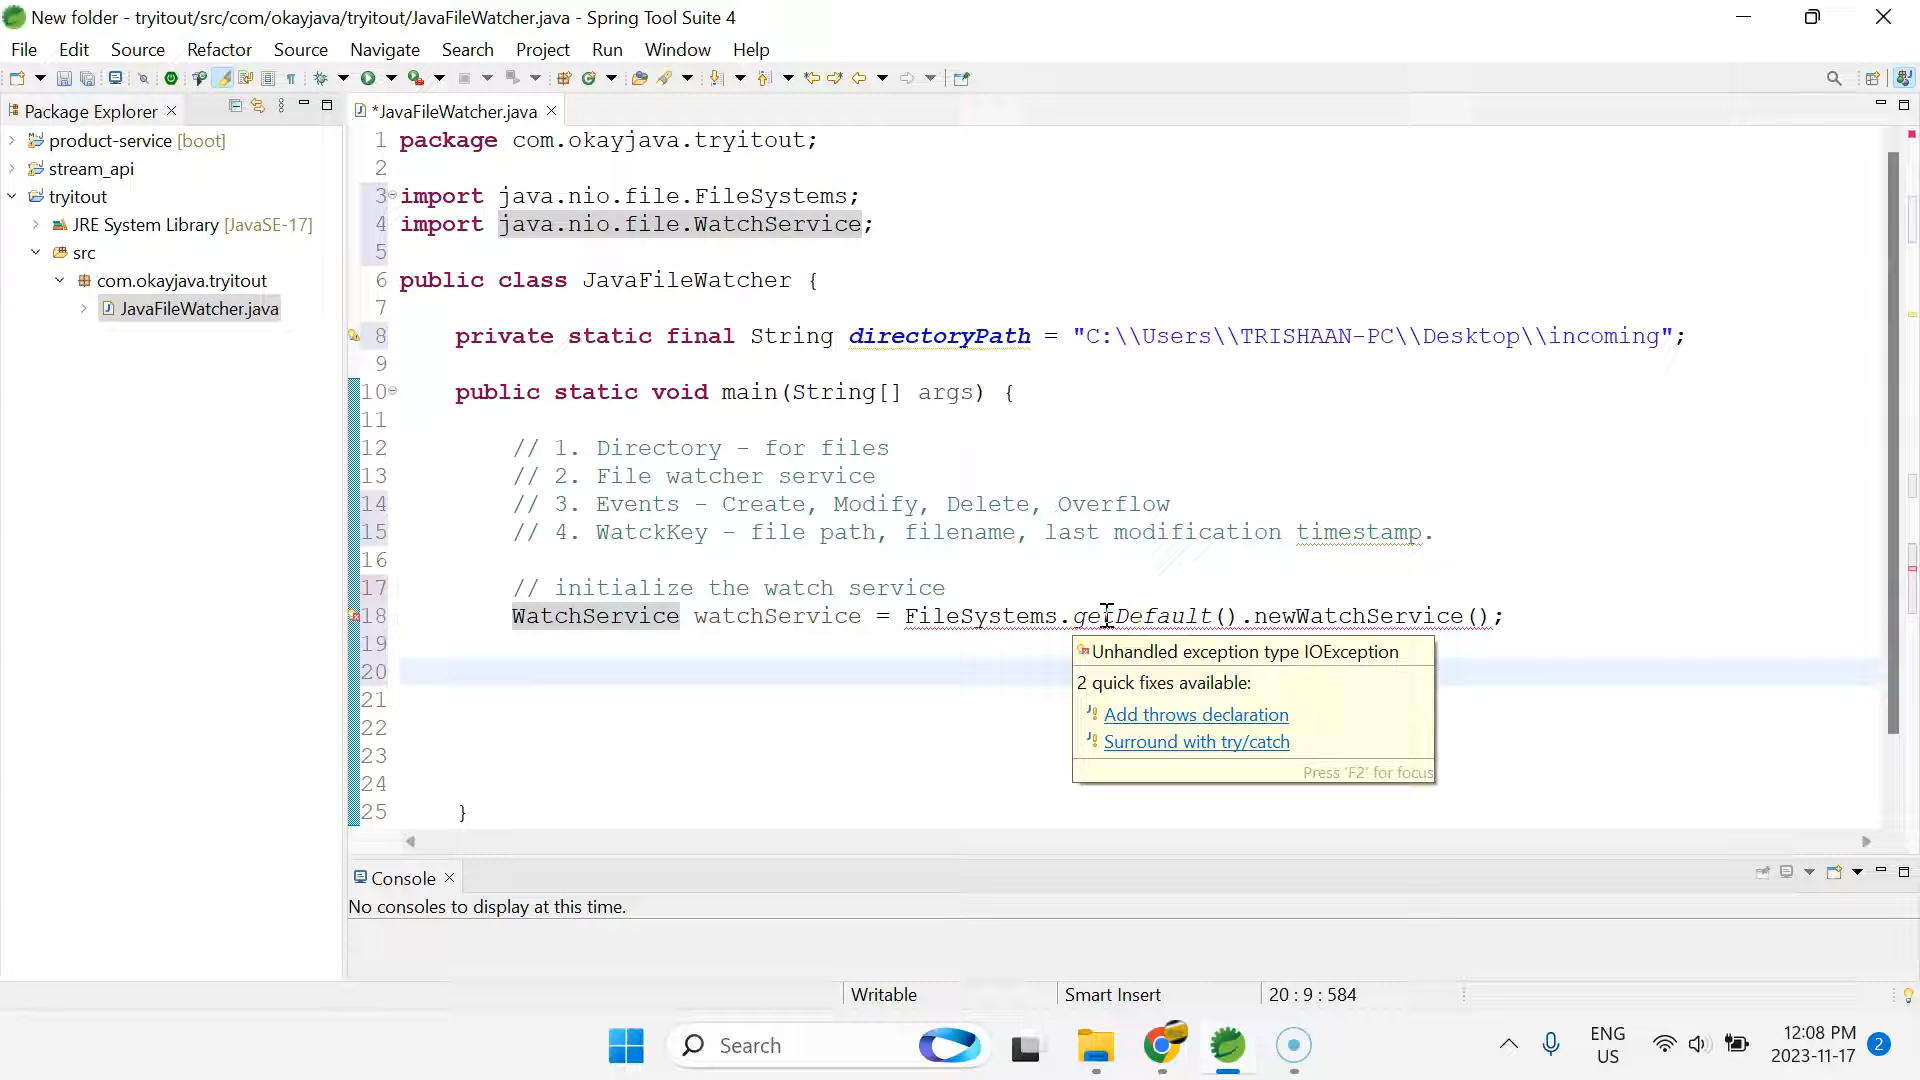 New folder - tryitout/src/com/okayjava/tryitout/JavaFileWatcher.java - Spring Tool Suite 4
File Edit Source Refactor Source Navigate Search Project Run Window Help
Package Explorer
*JavaFileWatcher.java
product-service [boot]
stream_api
tryitout
JRE System Library [JavaSE-17]
src
com.okayjava.tryitout
JavaFileWatcher.java
1 package com.okayjava.tryitout;
2
3 import java.nio.file.FileSystems;
4 import java.nio.file.WatchService;
5
6 public class JavaFileWatcher {
7
8 private static final String directoryPath = "C:\\Users\\TRISHAAN-PC\\Desktop\\incoming";
9
10 public static void main(String[] args) {
11
12 // 1. Directory - for files
13 // 2. File watcher service
14 // 3. Events - Create, Modify, Delete, Overflow
15 // 4. WatckKey - file path, filename, last modification timestamp.
16
17 // initialize the watch service
18 WatchService watchService = FileSystems.getDefault().newWatchService();
19
20
21
22
23
24
25 }
Unhandled exception type IOException
2 quick fixes available:
Add throws declaration
Surround with try/catch
Press 'F2' for focus
Console
No consoles to display at this time.
Writable Smart Insert 20 : 9 : 584
Search
ENG
US
12:08 PM
2023-11-17
2